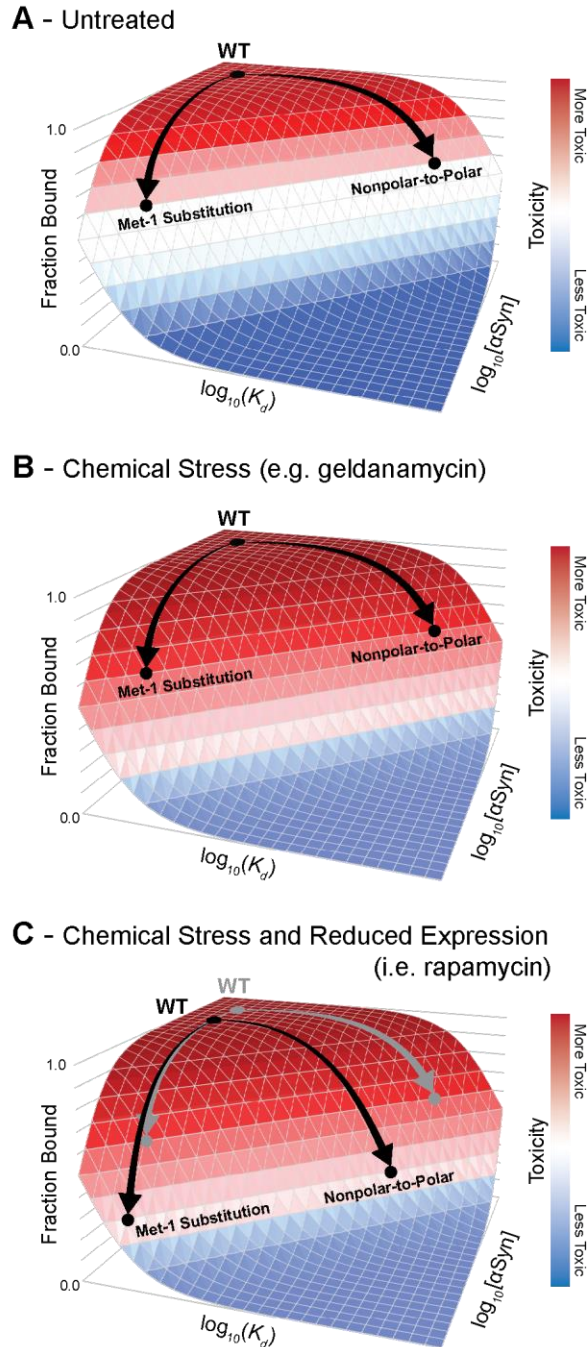 A - Untreated
WT
1.0
Met-1 Substitution
Nonpolar-to-Polar
Fraction Bound
0.0
log10(Kd)
log10[αSyn]
Toxicity
More Toxic
Less Toxic
B - Chemical Stress (e.g. geldanamycin)
WT
1.0
Met-1 Substitution
Nonpolar-to-Polar
Fraction Bound
0.0
log10(Kd)
log10[αSyn]
Toxicity
More Toxic
Less Toxic
C - Chemical Stress and Reduced Expression
(i.e. rapamycin)
WT
WT
1.0
Met-1 Substitution
Nonpolar-to-Polar
Fraction Bound
0.0
log10(Kd)
log10[αSyn]
Toxicity
More Toxic
Less Toxic